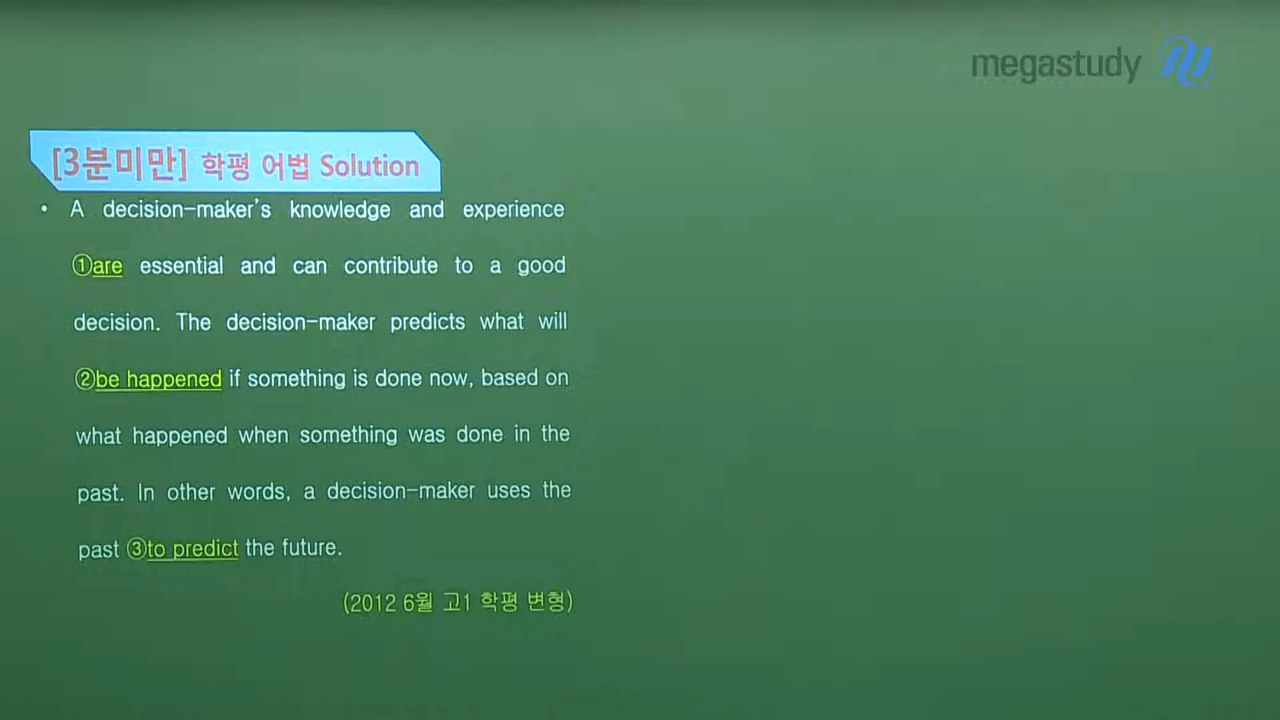 megastudy
[3분미만] 학평 어법 Solution
• A decision-maker's knowledge and experience
①are essential and can contribute to a good
decision. The decision-maker predicts what will
②be happened if something is done now, based on
what happened when something was done in the
past. In other words, a decision-maker uses the
past ③to predict the future.
(2012 6월 고1 학평 변형)